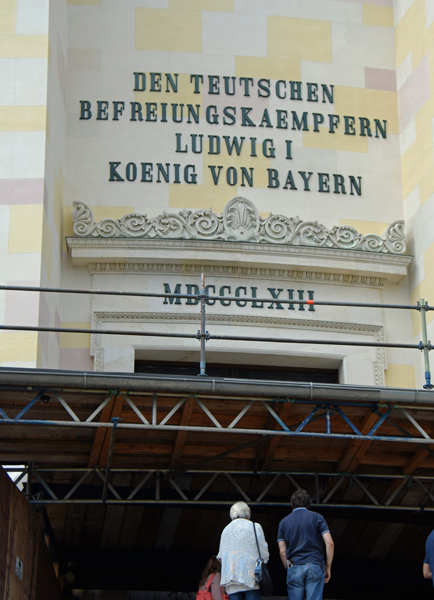 DEN TEUTSCHEN
BEFREIUNGSKAEMPFERN
LUDWIG I
KOENIG VON BAYERN
MDCCCLXIII